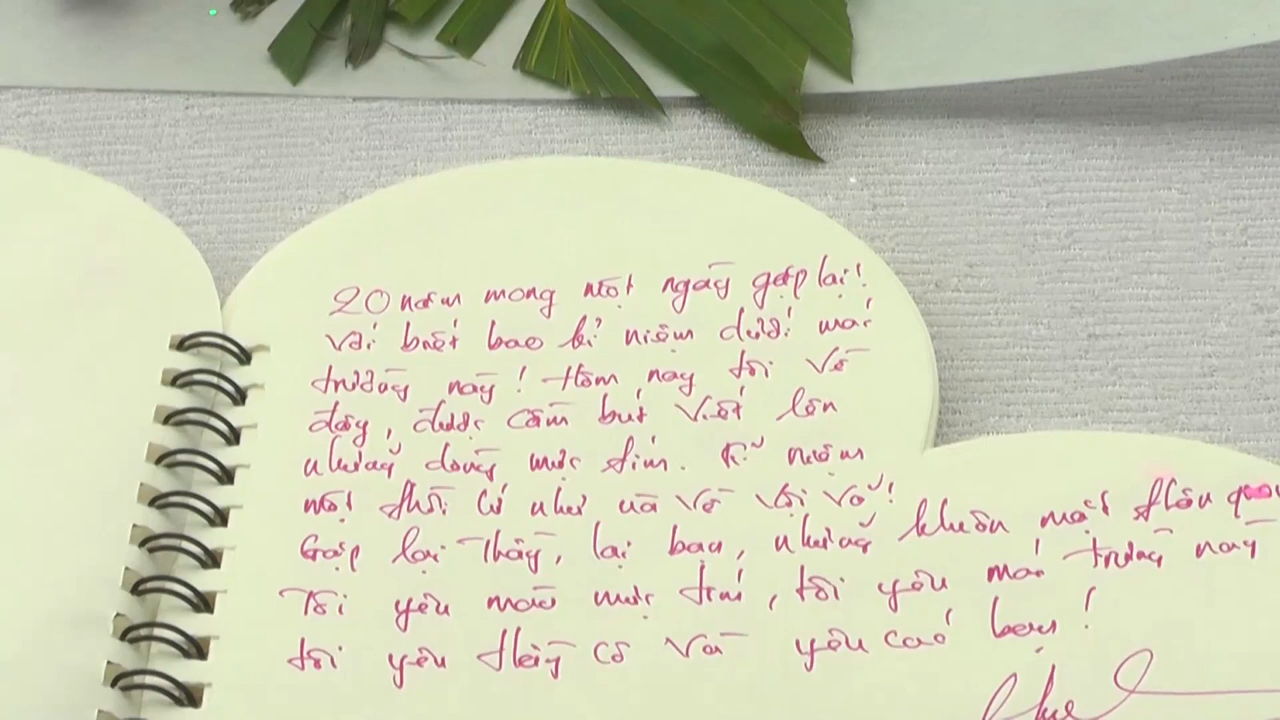 20 năm mong một ngày gặp lại!
Với biết bao kỉ niệm dưới mái
trường này! Hôm nay tôi về
đây, được cầm bút viết lên
những dòng mực tím. Kỉ niệm
một thời cứ như ùa về vội vã!
Gặp lại Thầy, lại bạn, những khuôn mặt thân quen
Tôi yêu màu mực tím, tôi yêu mái trường này
tôi yêu thầy cô và yêu các bạn!